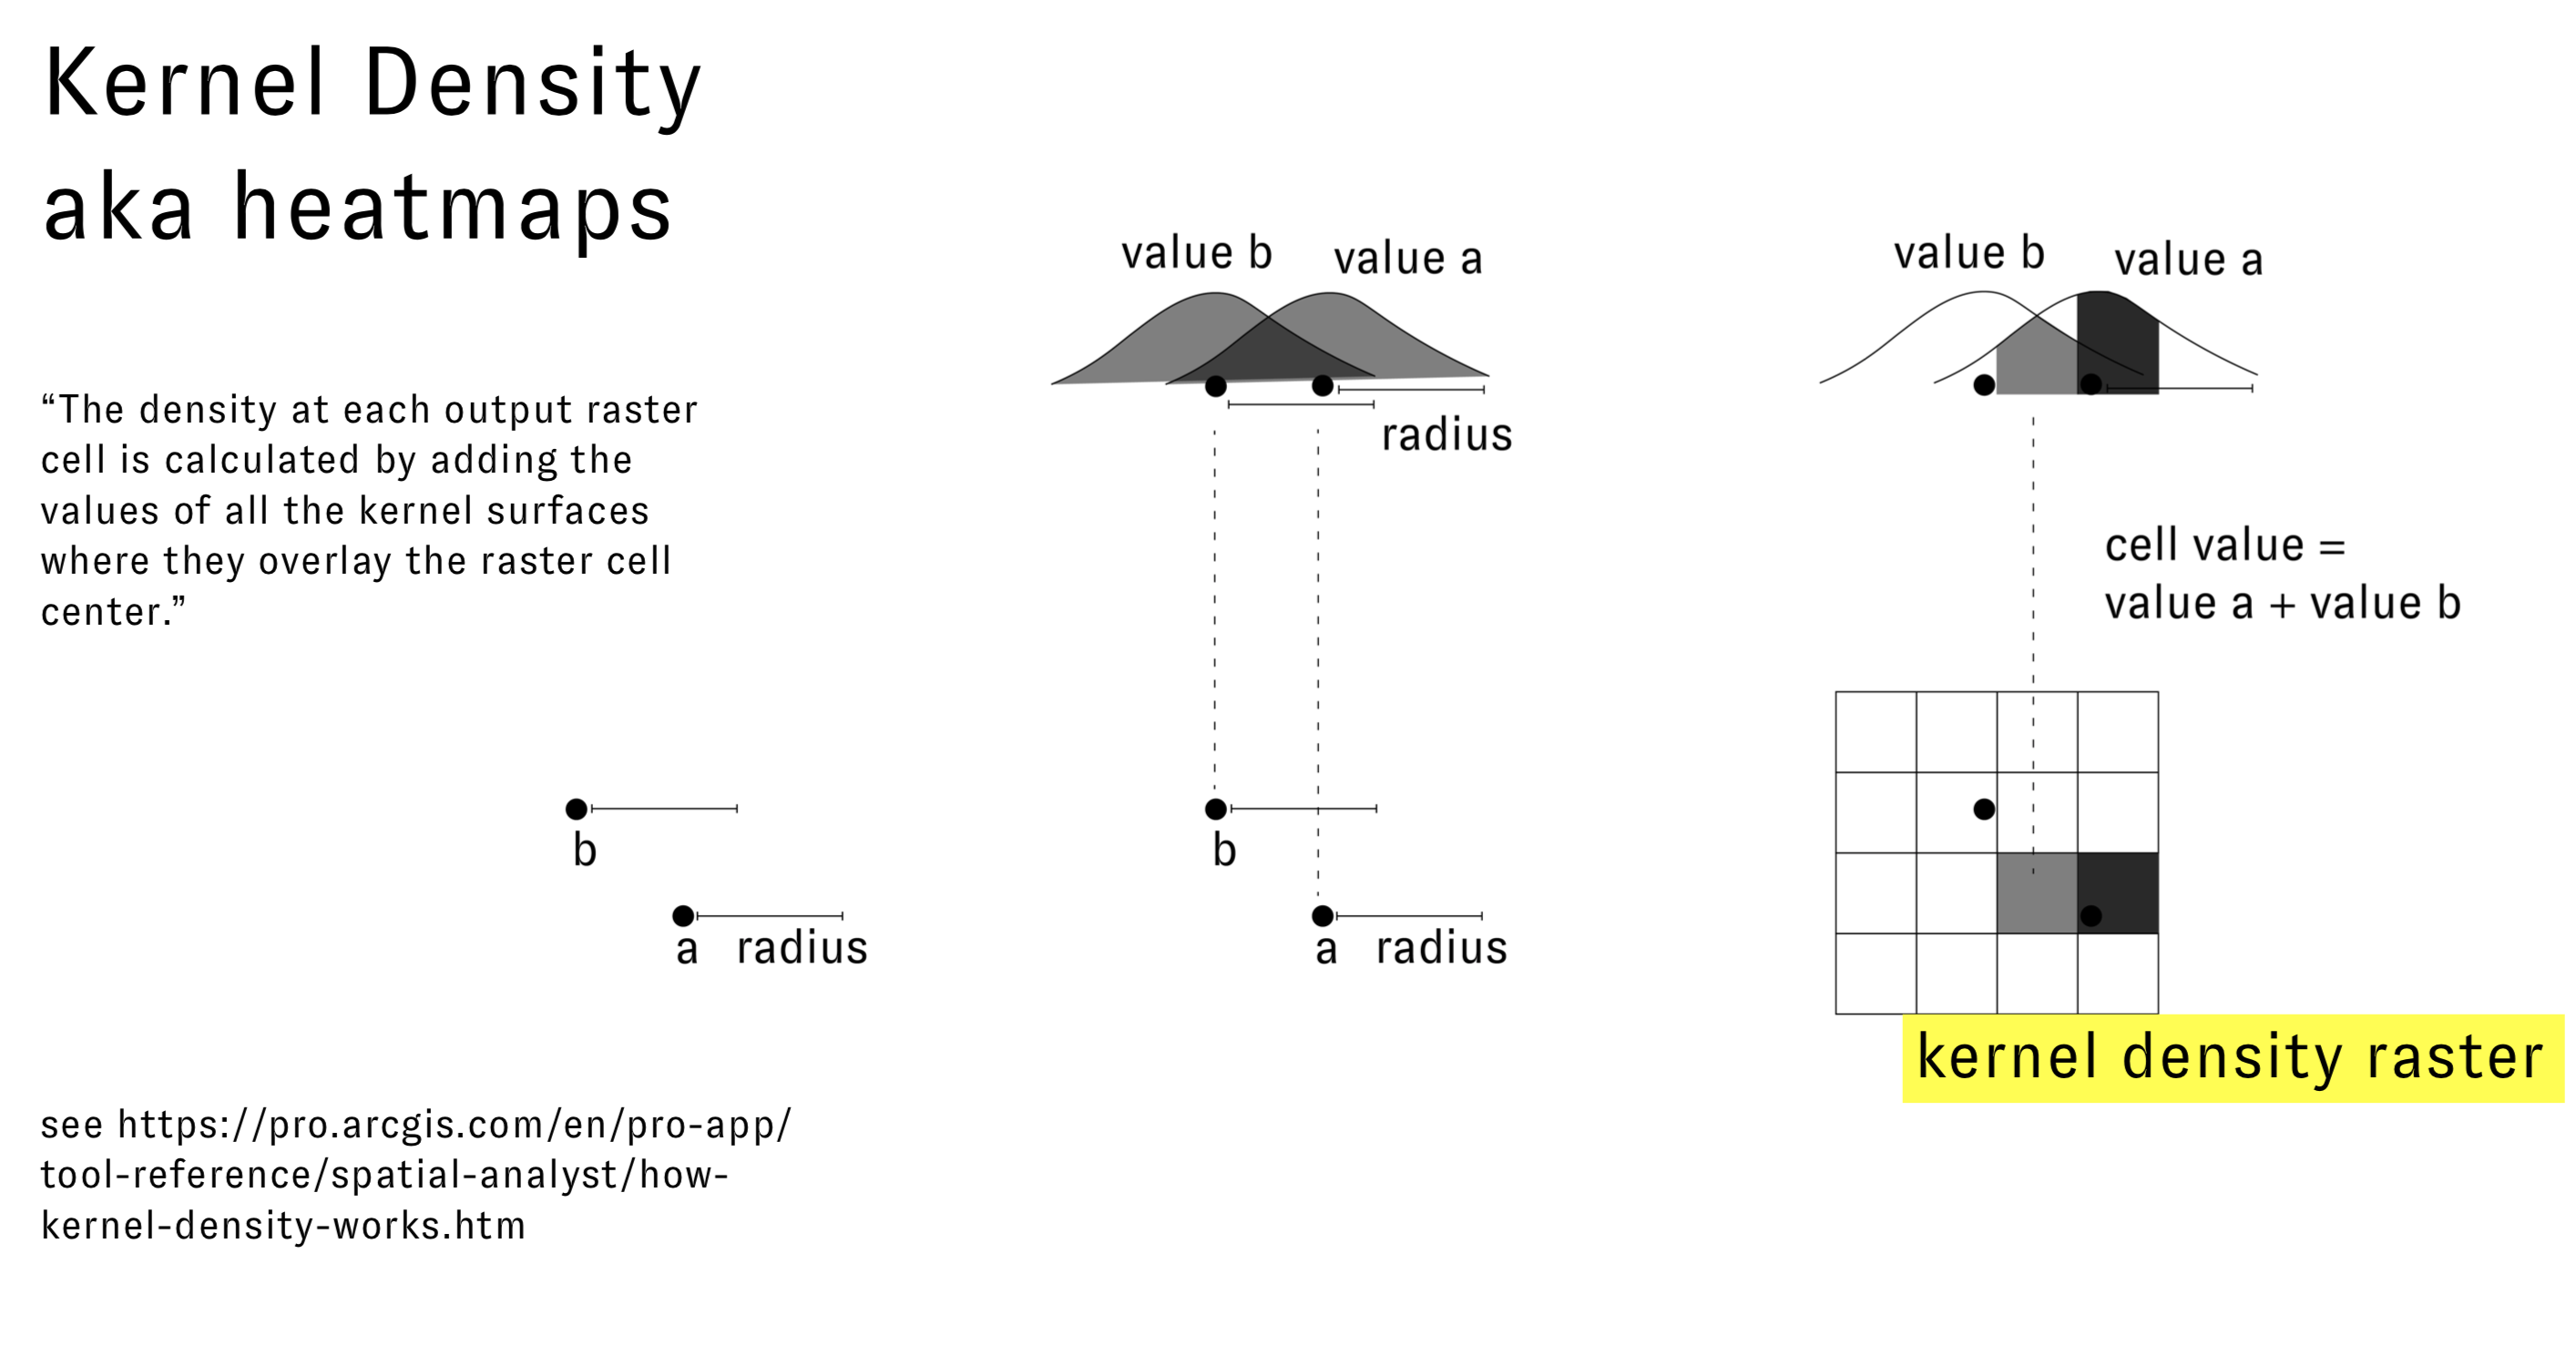 Kernel Density
aka heatmaps
“The density at each output raster
cell is calculated by adding the
values of all the kernel surfaces
where they overlay the raster cell
center.”
b
a radius
see https://pro.arcgis.com/en/pro-app/
tool-reference/spatial-analyst/how-
kernel-density-works.htm
value b value a
radius
b
a radius
value b value a
cell value =
value a + value b
kernel density raster